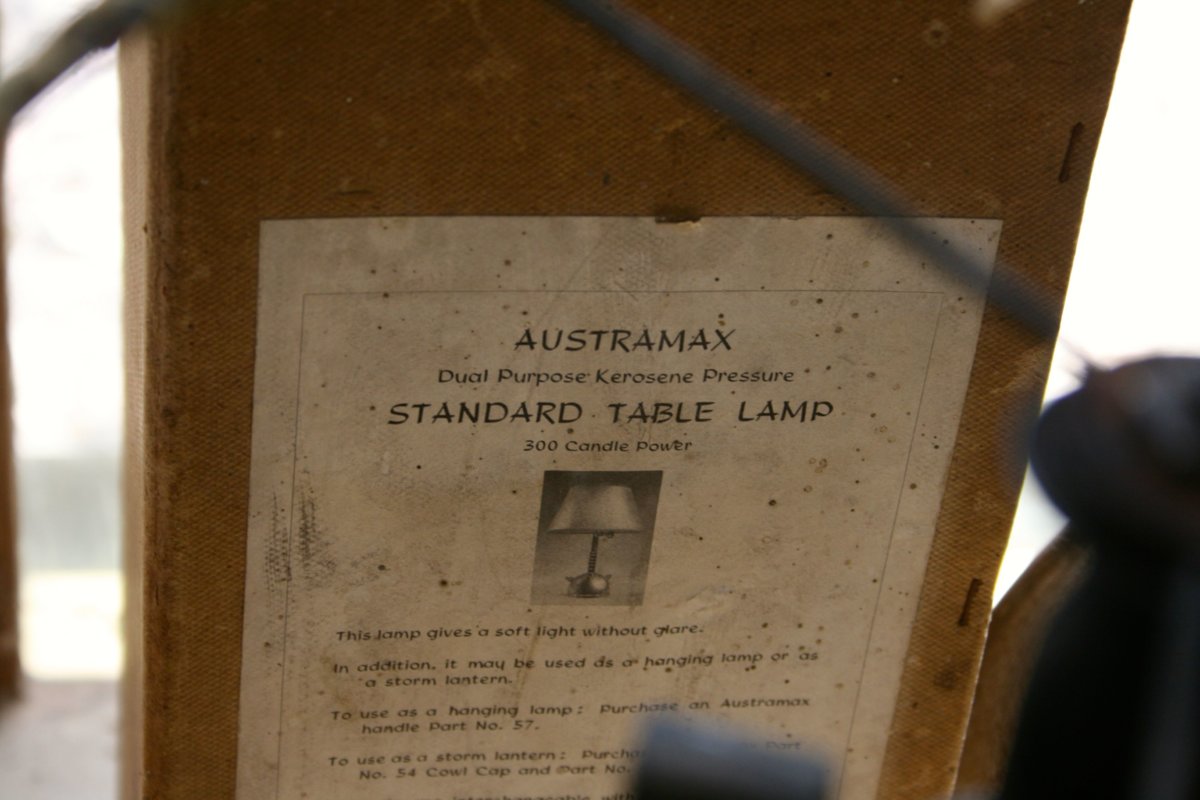 AUSTRAMAX
Dual Purpose Kerosene Pressure
STANDARD TABLE LAMP
300 Candle Power
This lamp gives a soft light without glare.
In addition, it may be used as a hanging lamp or as
a storm lantern.
To use as a hanging lamp: Purchase an Austramax
handle Part No. 57.
To use as a storm lantern: Part
No. 54 Cowl Cap and Part No.
interchangeable